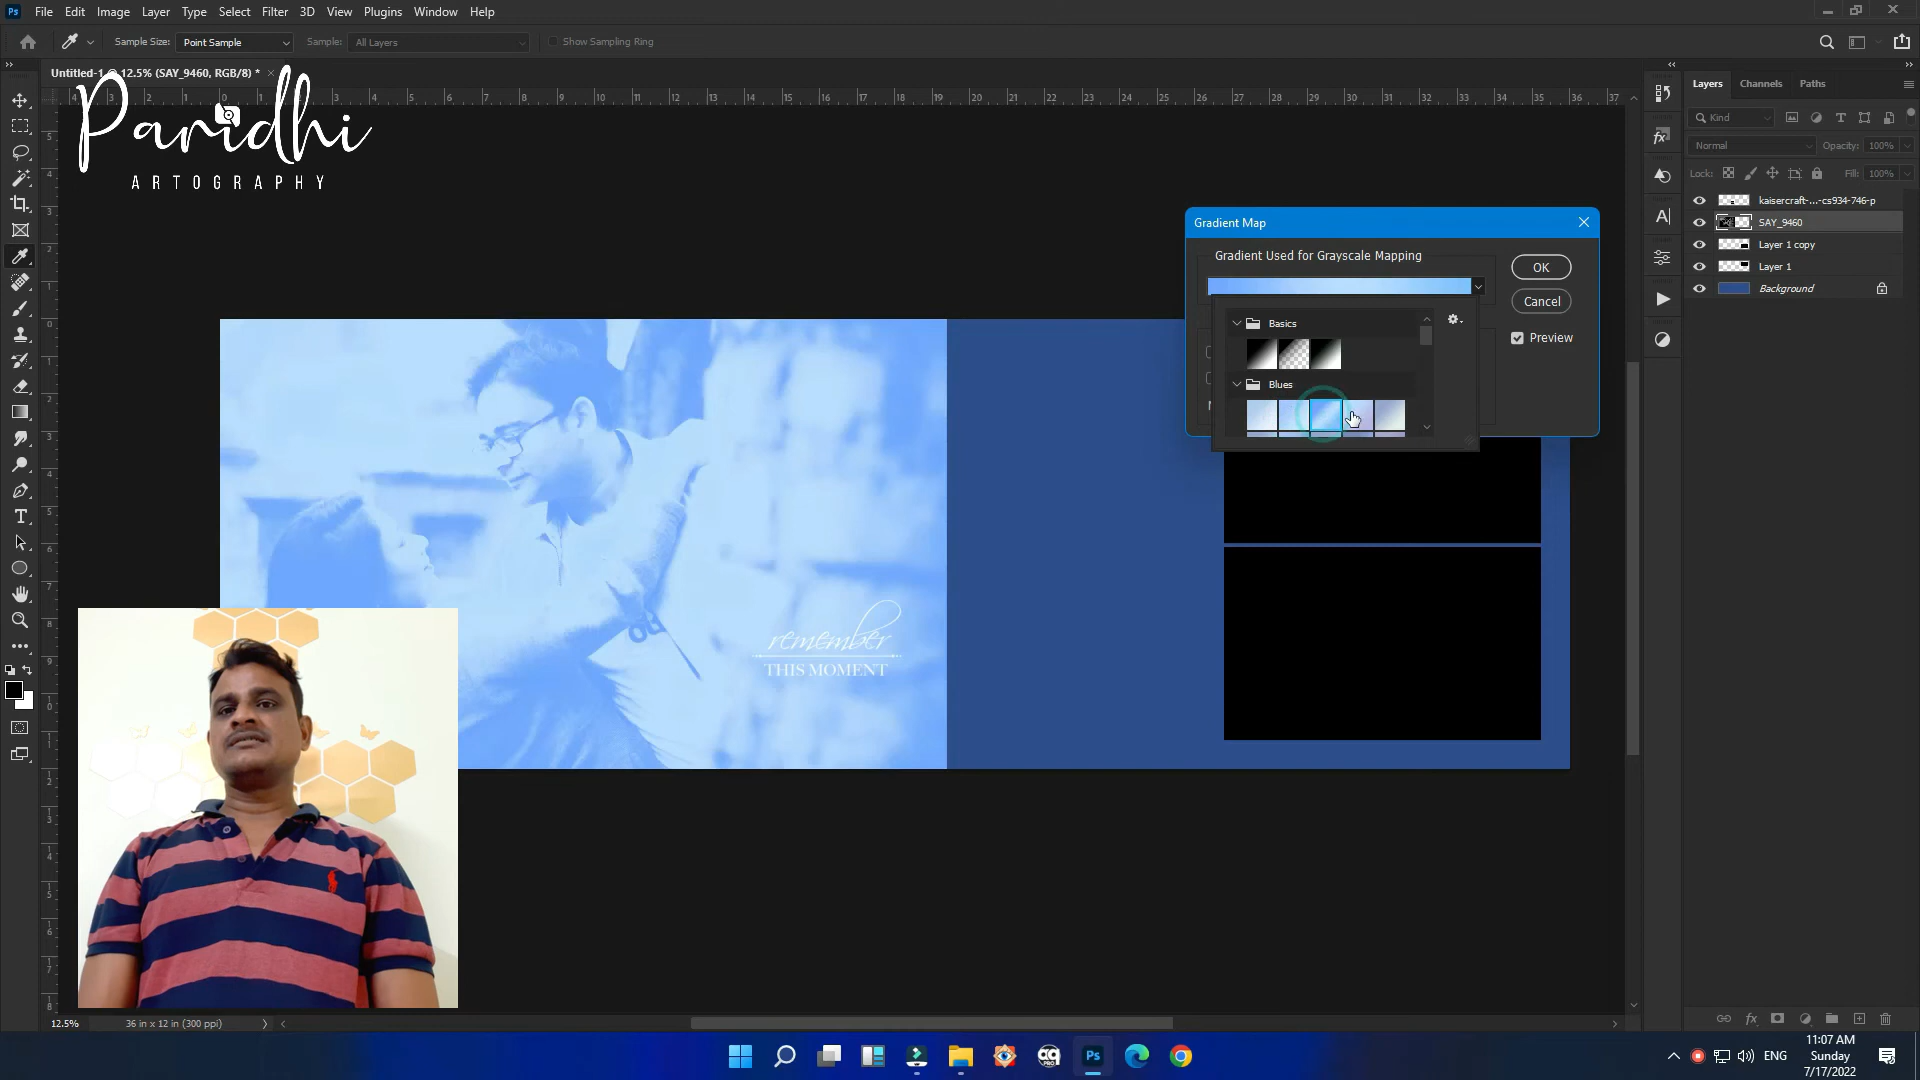 File Edit Image Layer Type Select Filter 3D View Plugins Window Help
Sample Size: Point Sample Sample: All Layers Show Sampling Ring
Untitled-1 @ 12.5% (SAY_9460, RGB/8) *
Paridhi
ARTOGRAPHY
Gradient Map
Gradient Used for Grayscale Mapping
OK
Cancel
Preview
Basics
Blues
remember
THIS MOMENT
Layers Channels Paths
Kind
Normal Opacity: 100%
Lock: Fill: 100%
kaisercraft-...-cs934-746-p
SAY_9460
Layer 1 copy
Layer 1
Background
12.5% 36 in x 12 in (300 ppi)
ENG
11:07 AM
Sunday
7/17/2022